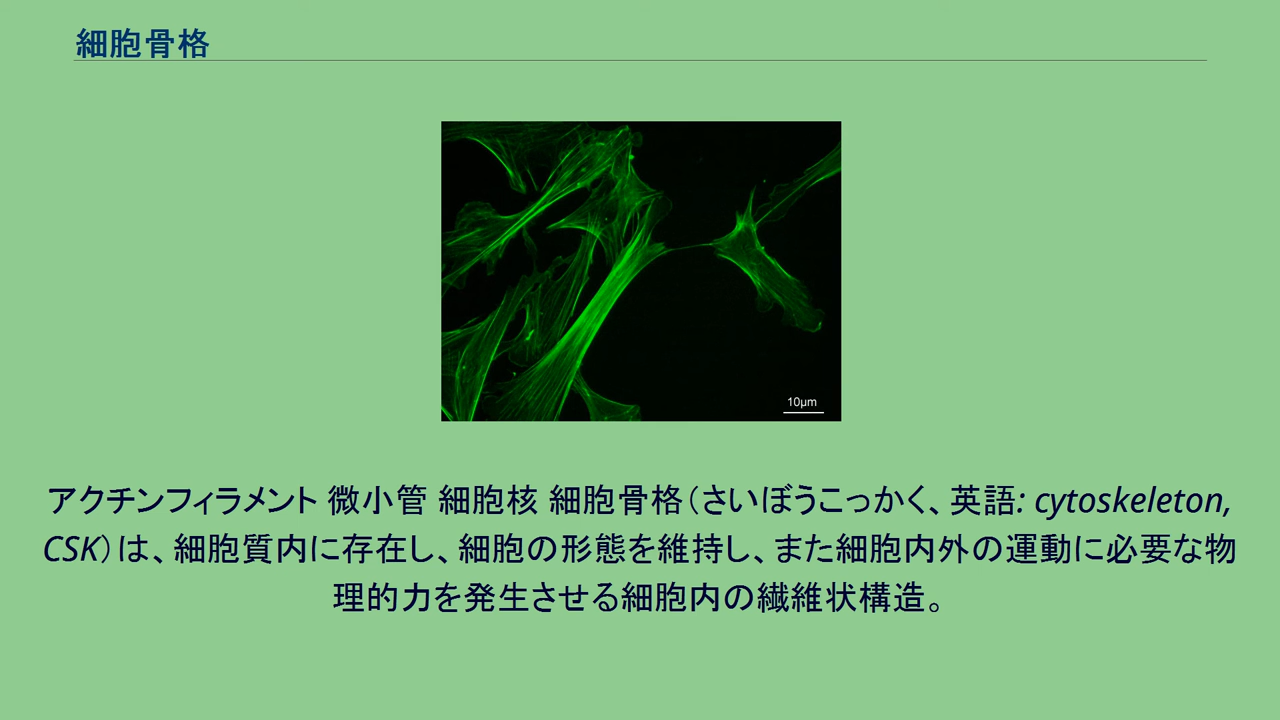 細胞骨格
10µm
アクチンフィラメント 微小管 細胞核 細胞骨格（さいぼうこっかく、英語: cytoskeleton,
CSK）は、細胞質内に存在し、細胞の形態を維持し、また細胞内外の運動に必要な物
理的力を発生させる細胞内の繊維状構造。